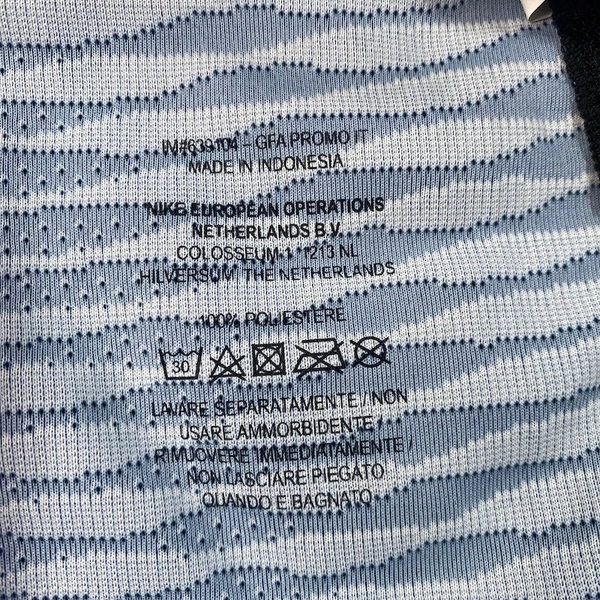 IM#639104 - GFA PROMO IT
MADE IN INDONESIA
NIKE EUROPEAN OPERATIONS
NETHERLANDS B.V.
COLOSSEUM 1 1213 NL
HILVERSUM THE NETHERLANDS
100% POLIESTERE
30
LAVARE SEPARATAMENTE / NON
USARE AMMORBIDENTE /
RIMUOVERE IMMEDIATAMENTE /
NON LASCIARE PIEGATO
QUANDO E BAGNATO